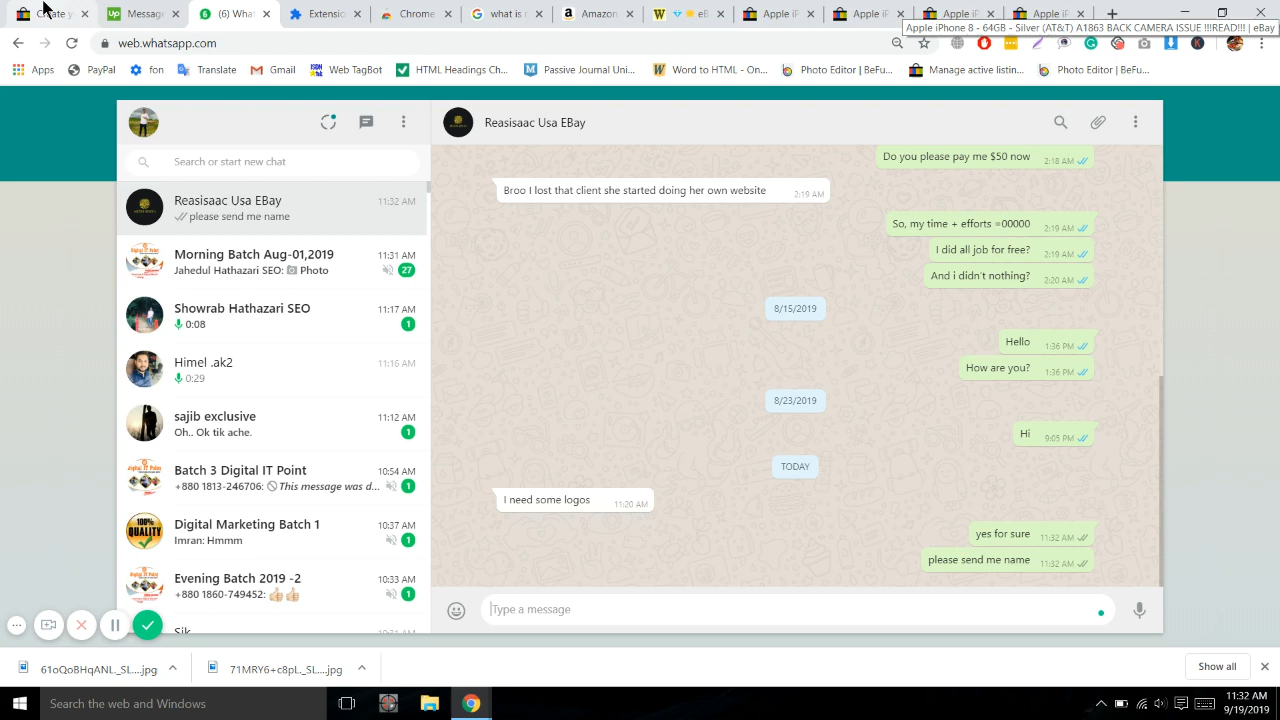 Create y
Message
6 (6) What
Extension
Chrome
what is
Amazon
eB
Apple iP
Apple iP
Apple iP
Apple iP
Apple iPhone 8 - 64GB - Silver (AT&T) A1863 BACK CAMERA ISSUE !!!READ!!! | eBay
web.whatsapp.com
Apps
PayPal
fon
Translate
Gmail
Web TagBot
HTML Heading Ch...
Passive Journal Uni...
Word to HTML - On...
Photo Editor | BeFu...
Manage active listin...
Photo Editor | BeFu...
Reasisaac Usa EBay
Search or start new chat
Do you please pay me $50 now 2:18 AM
Broo I lost that client she started doing her own website 2:19 AM
So, my time + efforts =00000 2:19 AM
I did all job for free? 2:19 AM
And i didn't nothing? 2:20 AM
8/15/2019
Hello 1:36 PM
How are you? 1:36 PM
8/23/2019
Hi 9:05 PM
TODAY
I need some logos 11:20 AM
yes for sure 11:32 AM
please send me name 11:32 AM
Type a message
Reasisaac Usa EBay 11:32 AM
please send me name
Morning Batch Aug-01,2019 11:31 AM
Jahedul Hathazari SEO: Photo 27
Showrab Hathazari SEO 11:17 AM
0:08 1
Himel .ak2 11:16 AM
0:29
sajib exclusive 11:12 AM
Oh.. Ok tik ache. 1
Batch 3 Digital IT Point 10:54 AM
+880 1813-246706: This message was d... 1
Digital Marketing Batch 1 10:37 AM
Imran: Hmmm 1
Evening Batch 2019 -2 10:33 AM
+880 1860-749452: 👍👍 1
61oQoBHqANL._SL....jpg
71MRY6+c8pL._SL....jpg
Show all
Search the web and Windows
11:32 AM
9/19/2019